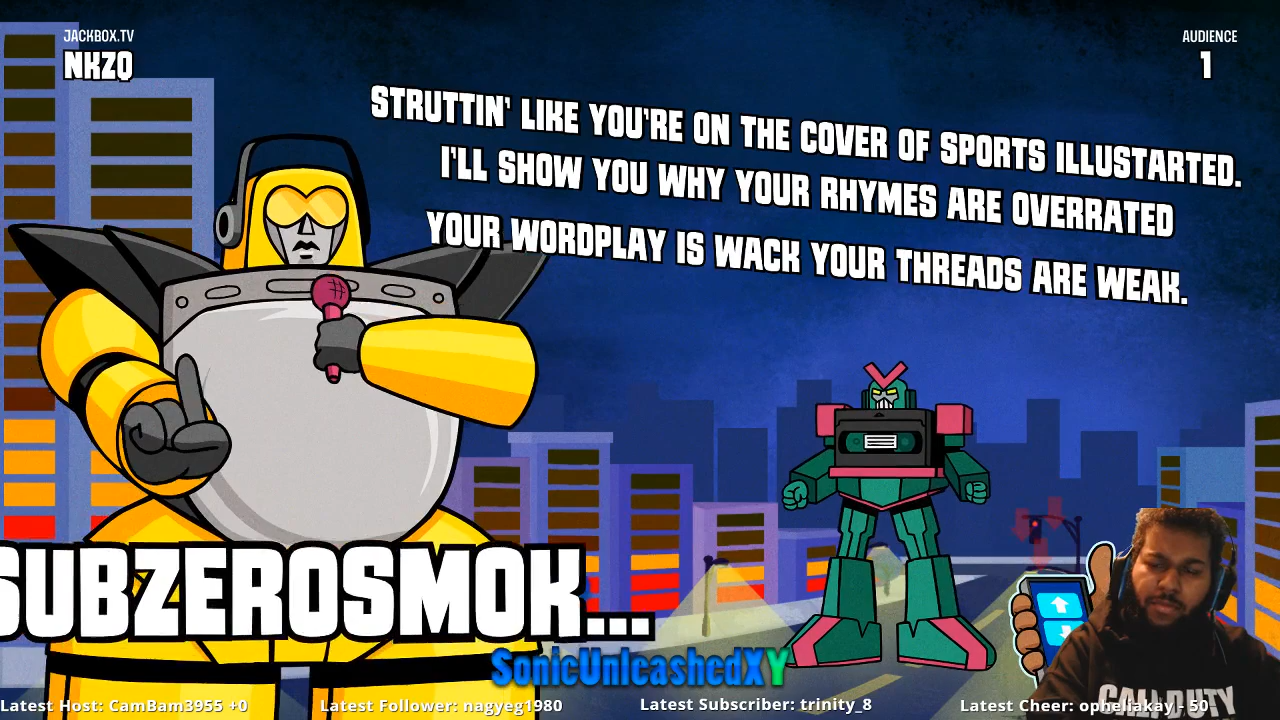 JACKBOX.TV
NKZQ
AUDIENCE
1
STRUTTIN' LIKE YOU'RE ON THE COVER OF SPORTS ILLUSTARTED.
I'LL SHOW YOU WHY YOUR RHYMES ARE OVERRATED
YOUR WORDPLAY IS WACK YOUR THREADS ARE WEAK.
SUBZEROSMOK...
SonicUnleashedXY
CALL OF DUTY
Latest Host: CamBam3955 +0
Latest Follower: nagyeg1980
Latest Subscriber: trinity_8
Latest Cheer: opheliakay - 50